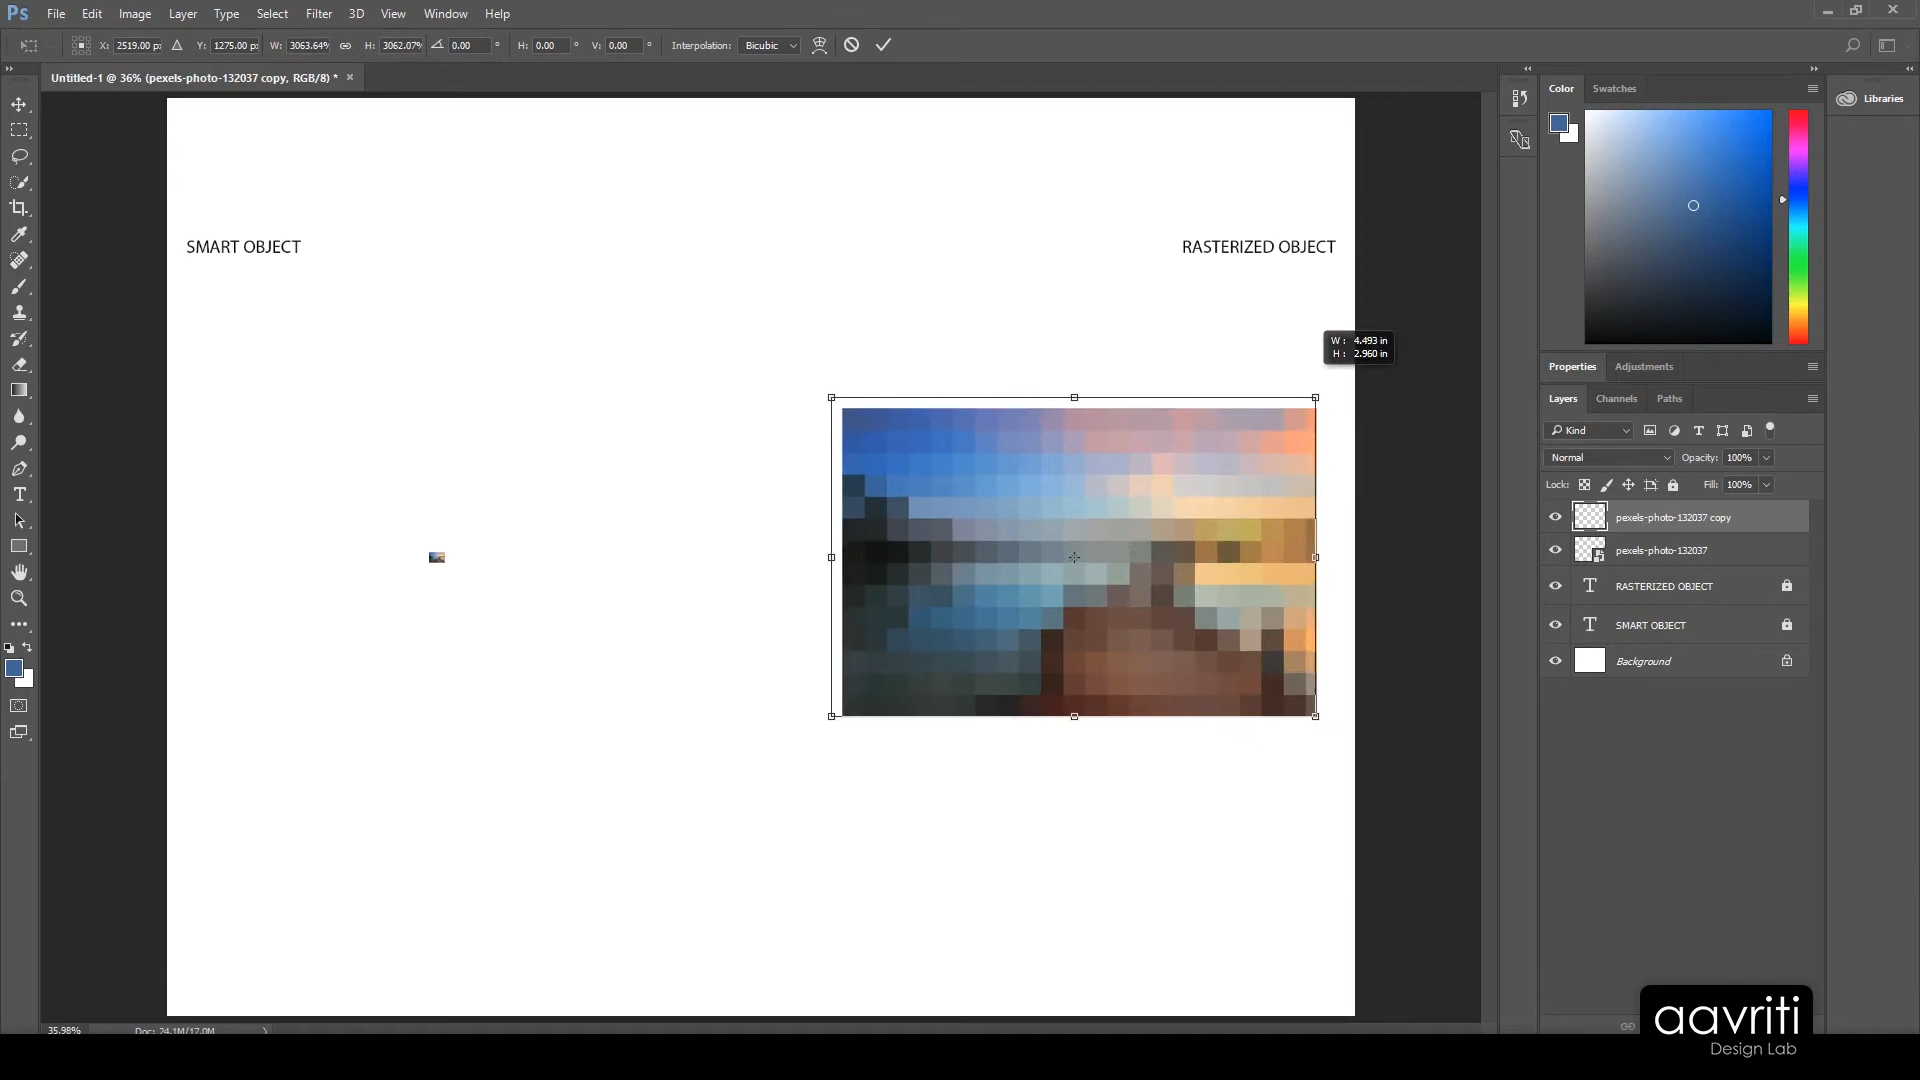 Ps File Edit Image Layer Type Select Filter 3D View Window Help
X: 2519.00 px Y: 1275.00 px W: 3063.64% H: 3062.07% 0.00 ° H: 0.00 ° V: 0.00 ° Interpolation: Bicubic
Untitled-1 @ 36% (pexels-photo-132037 copy, RGB/8) * ×
Color Swatches
Libraries
SMART OBJECT
RASTERIZED OBJECT
W : 4.493 in
H : 2.960 in
Properties Adjustments
Layers Channels Paths
Kind
Normal Opacity: 100%
Lock: Fill: 100%
pexels-photo-132037 copy
pexels-photo-132037
T RASTERIZED OBJECT
T SMART OBJECT
Background
35.98% Doc: 24.1M/17.0M
aavriti
Design Lab